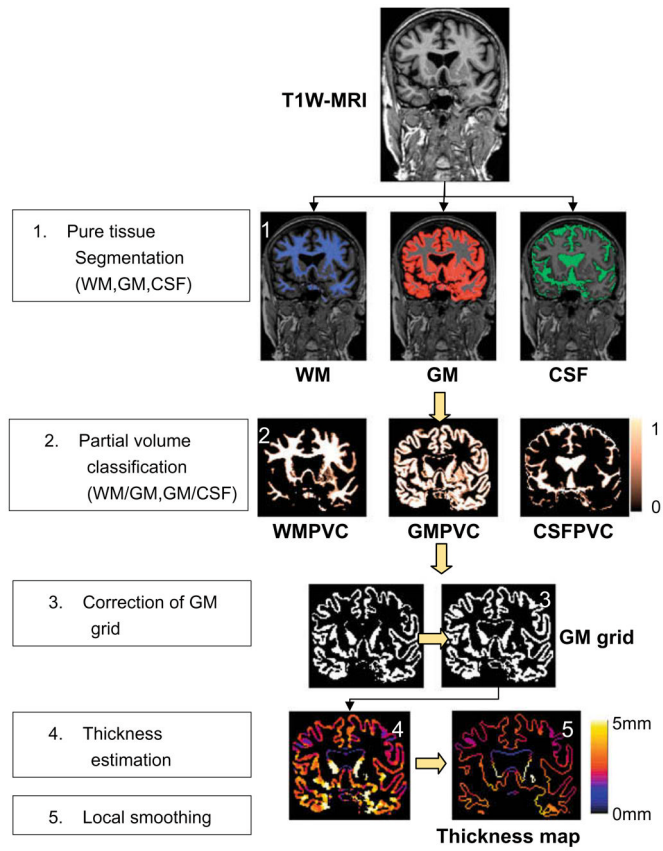 T1W-MRI
1. Pure tissue
Segmentation
(WM,GM,CSF)
1
WM GM CSF
2. Partial volume
classification
(WM/GM,GM/CSF)
2
1
0
WMPVC GMPVC CSFPVC
3. Correction of GM
grid
3
GM grid
4. Thickness
estimation
4
5
5mm
0mm
5. Local smoothing
Thickness map